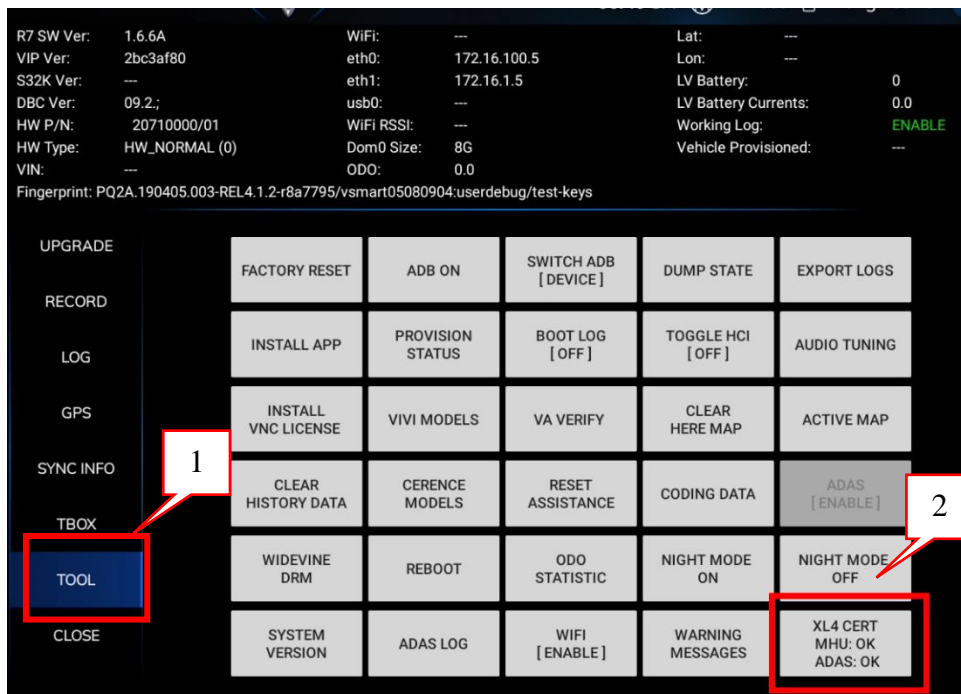 R7 SW Ver: 1.6.6A WiFi: --- Lat: ---
VIP Ver: 2bc3af80 eth0: 172.16.100.5 Lon: ---
S32K Ver: --- eth1: 172.16.1.5 LV Battery: 0
DBC Ver: 09.2.; usb0: --- LV Battery Currents: 0.0
HW P/N: 20710000/01 WiFi RSSI: --- Working Log: ENABLE
HW Type: HW_NORMAL (0) Dom0 Size: 8G Vehicle Provisioned: ---
VIN: --- ODO: 0.0
Fingerprint: PQ2A.190405.003-REL4.1.2-r8a7795/vsmart05080904:userdebug/test-keys
UPGRADE
RECORD
LOG
GPS
SYNC INFO
TBOX
TOOL
CLOSE
1
FACTORY RESET
ADB ON
SWITCH ADB
[ DEVICE ]
DUMP STATE
EXPORT LOGS
INSTALL APP
PROVISION
STATUS
BOOT LOG
[ OFF ]
TOGGLE HCI
[ OFF ]
AUDIO TUNING
INSTALL
VNC LICENSE
VIVI MODELS
VA VERIFY
CLEAR
HERE MAP
ACTIVE MAP
CLEAR
HISTORY DATA
CERENCE
MODELS
RESET
ASSISTANCE
CODING DATA
ADAS
[ ENABLE ]
2
WIDEVINE
DRM
REBOOT
ODO
STATISTIC
NIGHT MODE
ON
NIGHT MODE
OFF
SYSTEM
VERSION
ADAS LOG
WIFI
[ ENABLE ]
WARNING
MESSAGES
XL4 CERT
MHU: OK
ADAS: OK